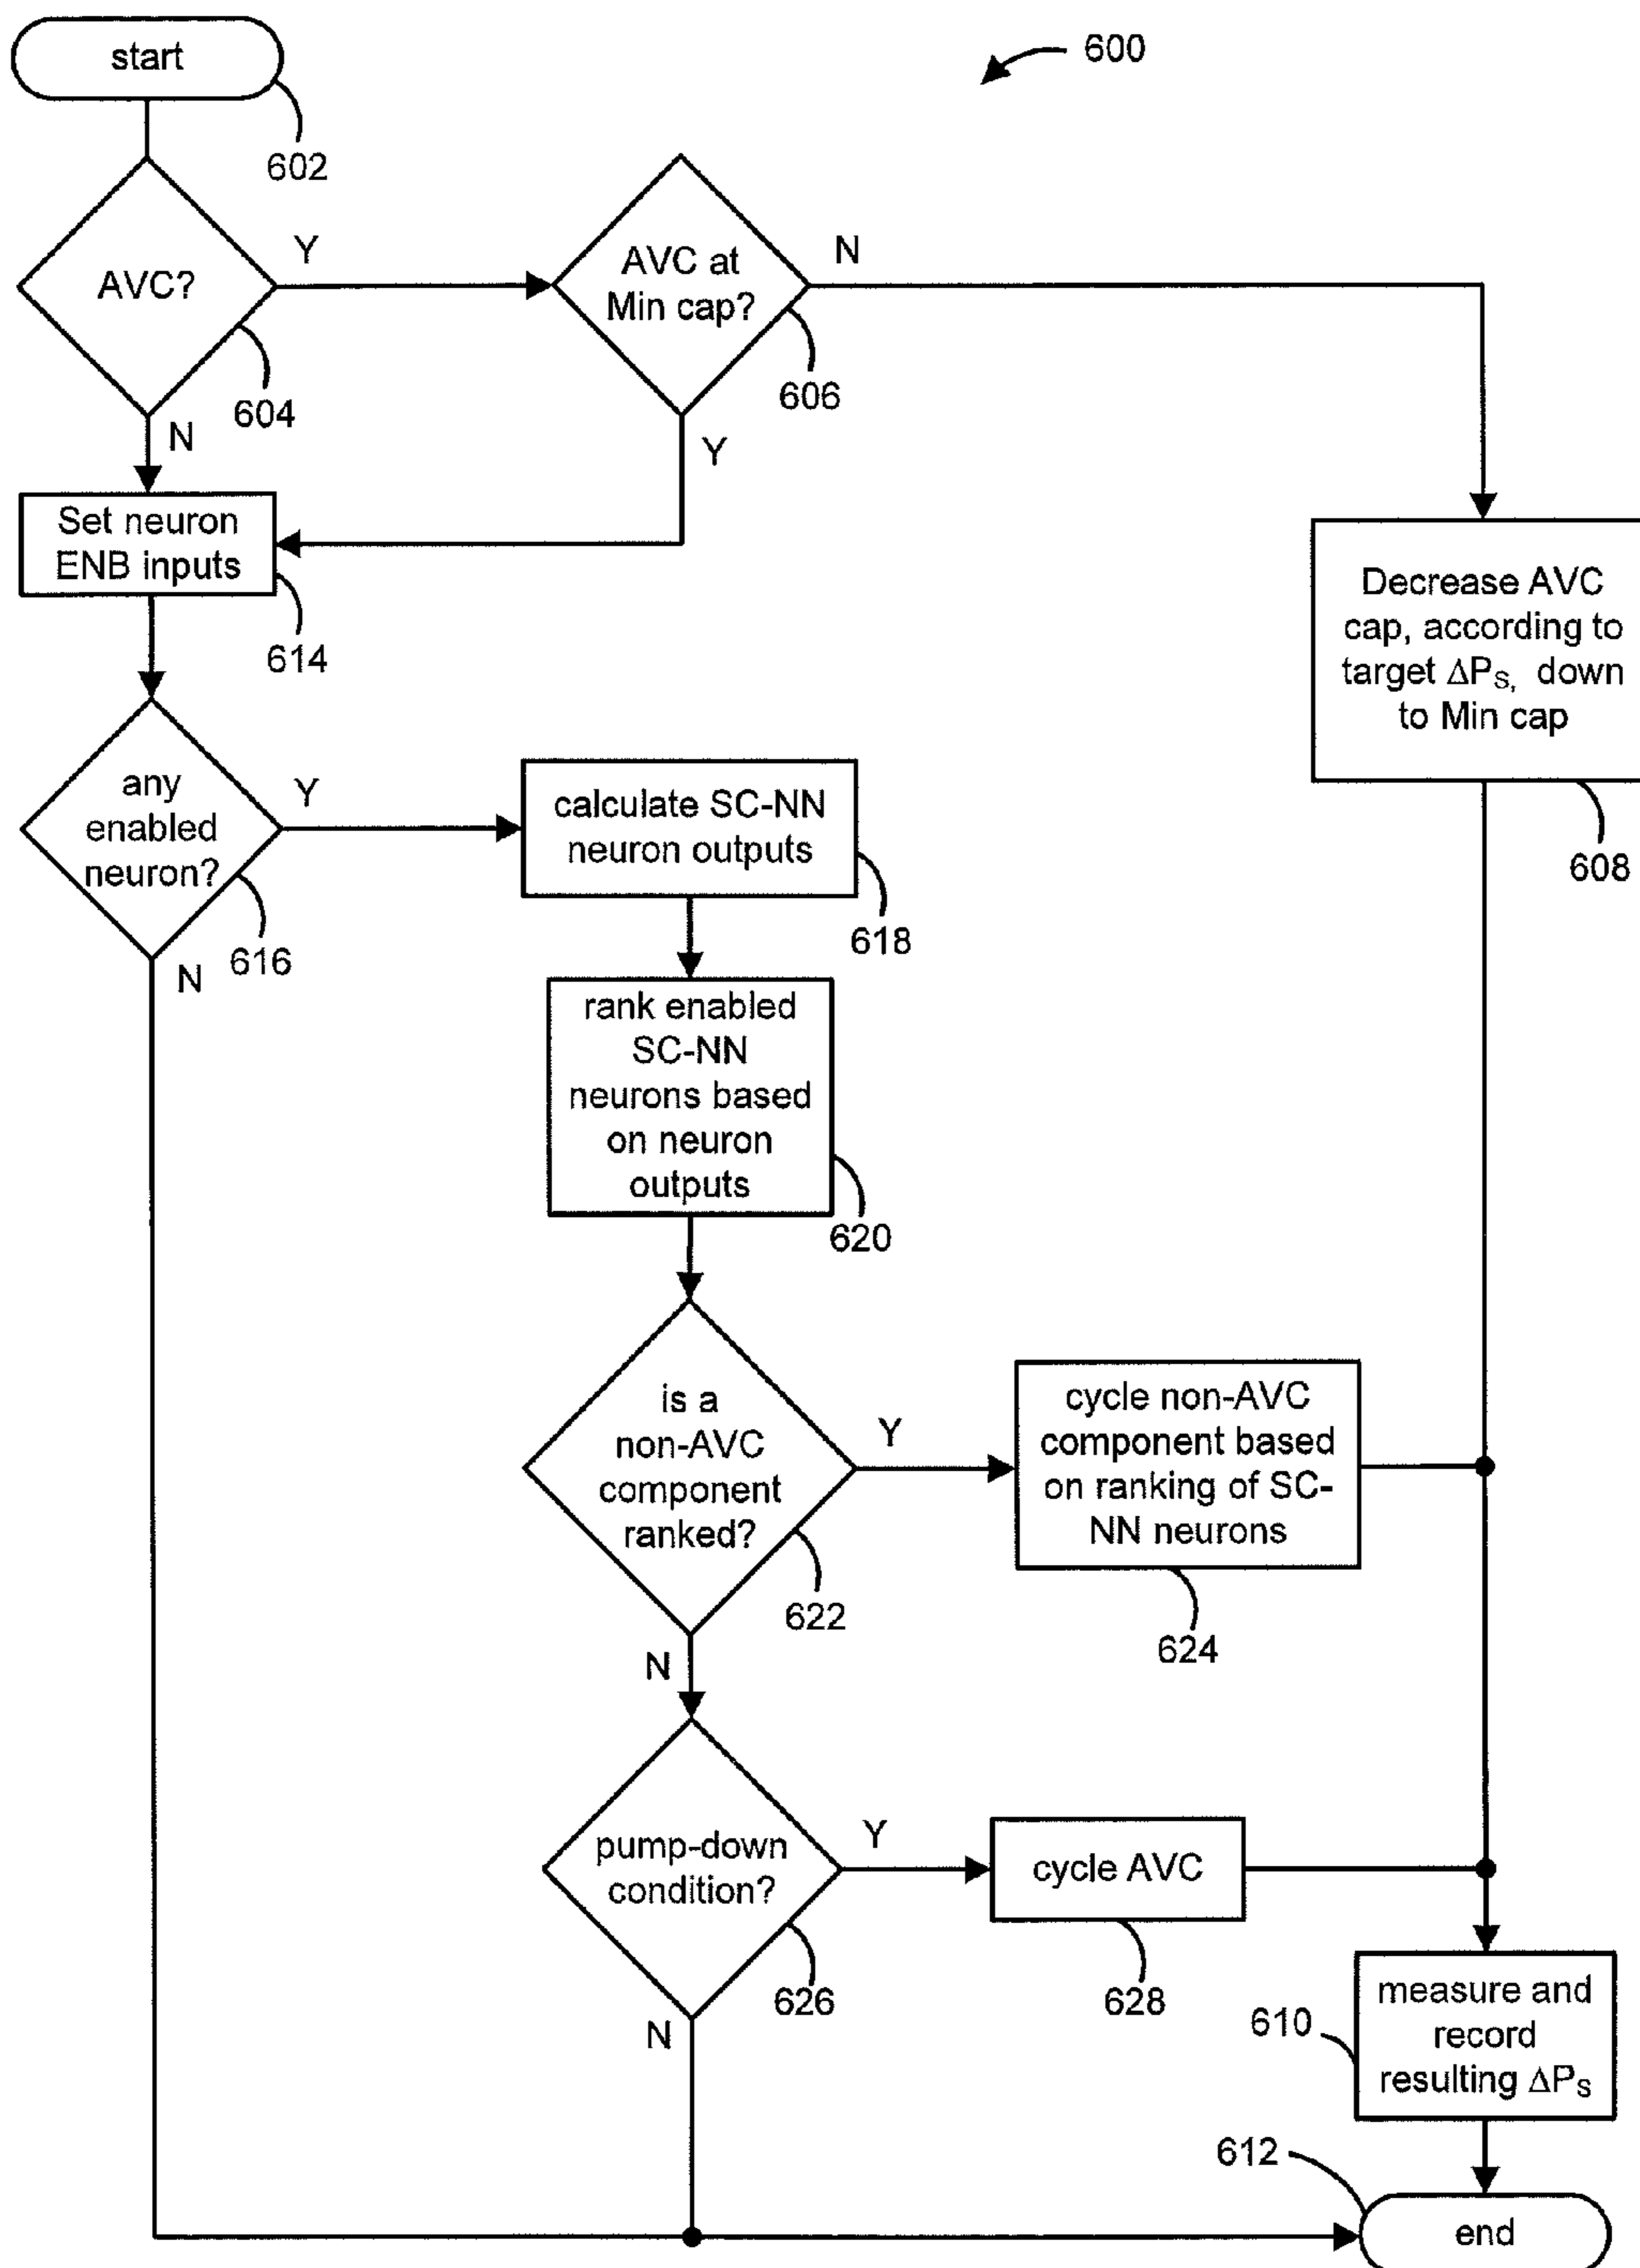 start
600
602
AVC?
Y
AVC at
Min cap?
N
604
606
N
Y
Set neuron
ENB inputs
614
Decrease AVC
cap, according to
target ΔPS, down
to Min cap
608
any
enabled
neuron?
Y
616
N
calculate SC-NN
neuron outputs
618
rank enabled
SC-NN
neurons based
on neuron
outputs
620
is a
non-AVC
component
ranked?
Y
622
N
cycle non-AVC
component based
on ranking of SC-
NN neurons
624
pump-down
condition?
Y
626
N
cycle AVC
628
610
measure and
record
resulting ΔPS
612
end